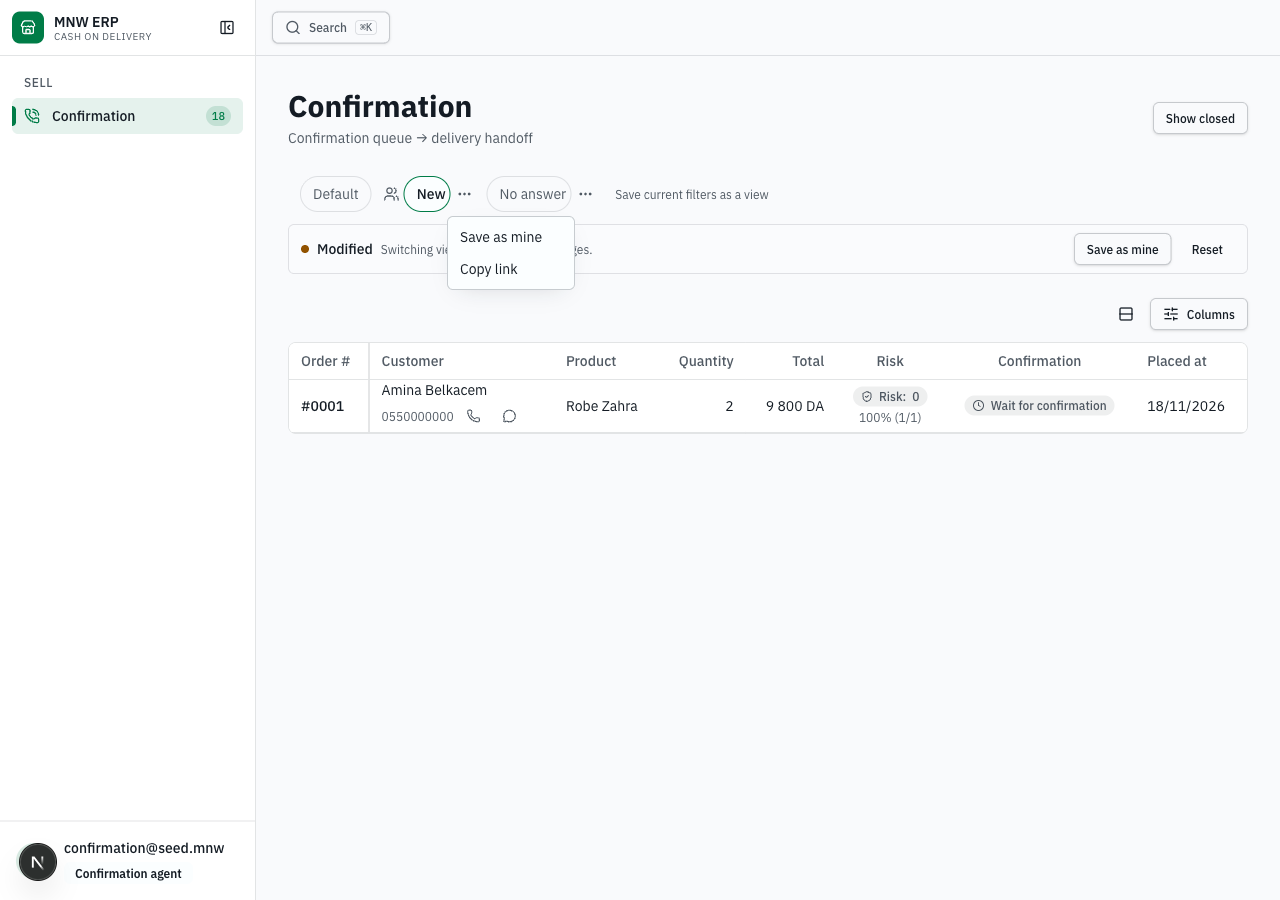 MNW ERP
CASH ON DELIVERY
Search ⌘K
SELL
Confirmation 18
Confirmation
Confirmation queue → delivery handoff
Show closed
Default New ··· No answer ··· Save current filters as a view
Save as mine
Copy link
Modified Switching ges. Save as mine Reset
Columns
Order # Customer Product Quantity Total Risk Confirmation Placed at
#0001 Amina Belkacem 0550000000 Robe Zahra 2 9 800 DA Risk: 0 100% (1/1) Wait for confirmation 18/11/2026
confirmation@seed.mnw
Confirmation agent
N